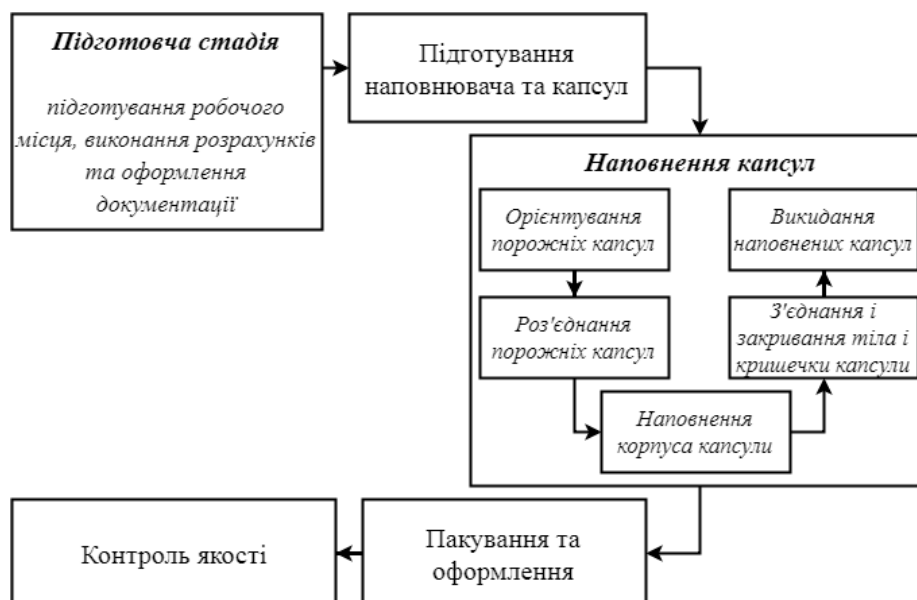 Підготовча стадія
підготування робочого
місця, виконання розрахунків
та оформлення
документації
Підготування
наповнювача та капсул
Наповнення капсул
Орієнтування
порожніх капсул
Роз'єднання
порожніх капсул
Наповнення
корпуса капсули
З'єднання і
закривання тіла і
кришечки капсули
Викидання
наповнених капсул
Пакування та
оформлення
Контроль якості